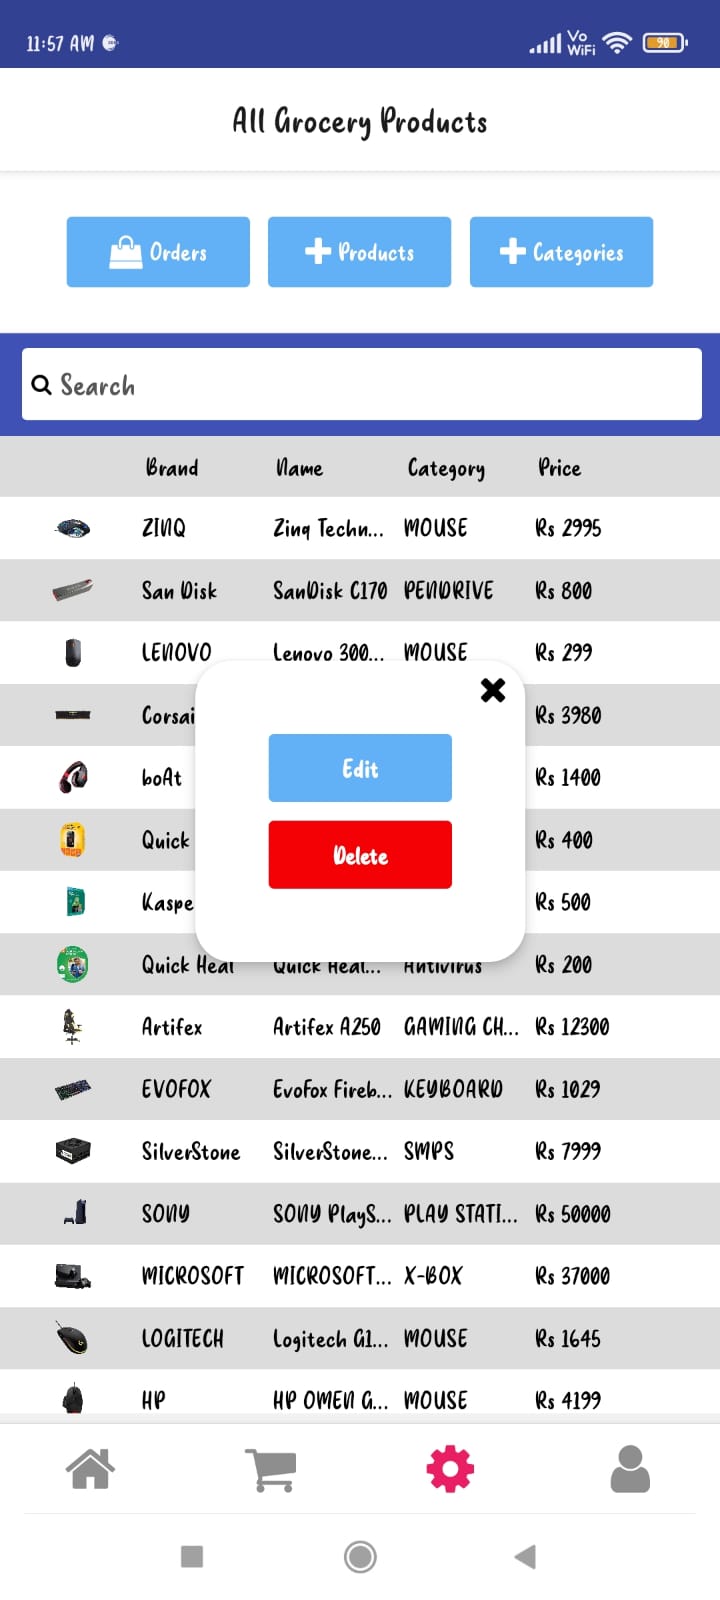 11:57 AM
Vo WiFi
90
All Grocery Products
Orders
Products
Categories
Search
Brand Name Category Price
ZINQ Zinq Techn... MOUSE Rs 2995
San Disk SanDisk C170 PENDRIVE Rs 800
LENOVO Lenovo 300... MOUSE Rs 299
Corsai Rs 3980
boAt Rs 1400
Quick Rs 400
Kaspe Rs 500
Edit
Delete
Quick Heal Quick Heal... Antivirus Rs 200
Artifex Artifex A250 GAMING CH... Rs 12300
EVOFOX EvoFox Fireb... KEYBOARD Rs 1029
SilverStone SilverStone... SMPS Rs 7999
SONY SONY PlayS... PLAY STATI... Rs 50000
MICROSOFT MICROSOFT... X-BOX Rs 37000
LOGITECH Logitech G1... MOUSE Rs 1645
HP HP OMEN G... MOUSE Rs 4199